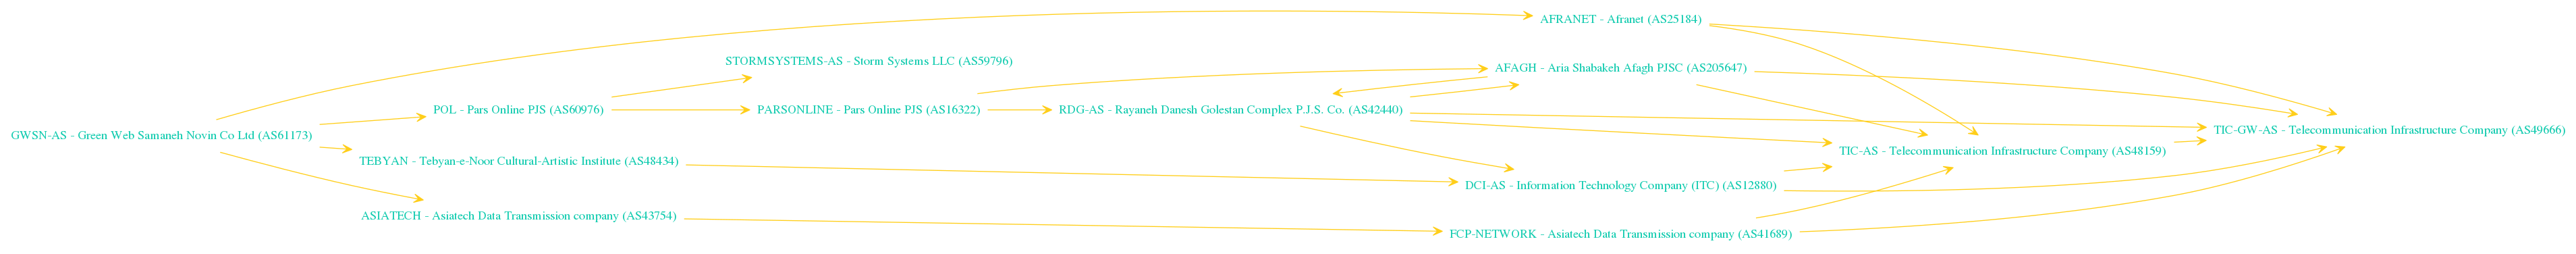 AFRANET - Afranet (AS25184)
STORMSYSTEMS-AS - Storm Systems LLC (AS59796)
AFAGH - Aria Shabakeh Afagh PJSC (AS205647)
POL - Pars Online PJS (AS60976)
PARSONLINE - Pars Online PJS (AS16322)
RDG-AS - Rayaneh Danesh Golestan Complex P.J.S. Co. (AS42440)
GWSN-AS - Green Web Samaneh Novin Co Ltd (AS61173)
TIC-GW-AS - Telecommunication Infrastructure Company (AS49666)
TIC-AS - Telecommunication Infrastructure Company (AS48159)
TEBYAN - Tebyan-e-Noor Cultural-Artistic Institute (AS48434)
DCI-AS - Information Technology Company (ITC) (AS12880)
ASIATECH - Asiatech Data Transmission company (AS43754)
FCP-NETWORK - Asiatech Data Transmission company (AS41689)